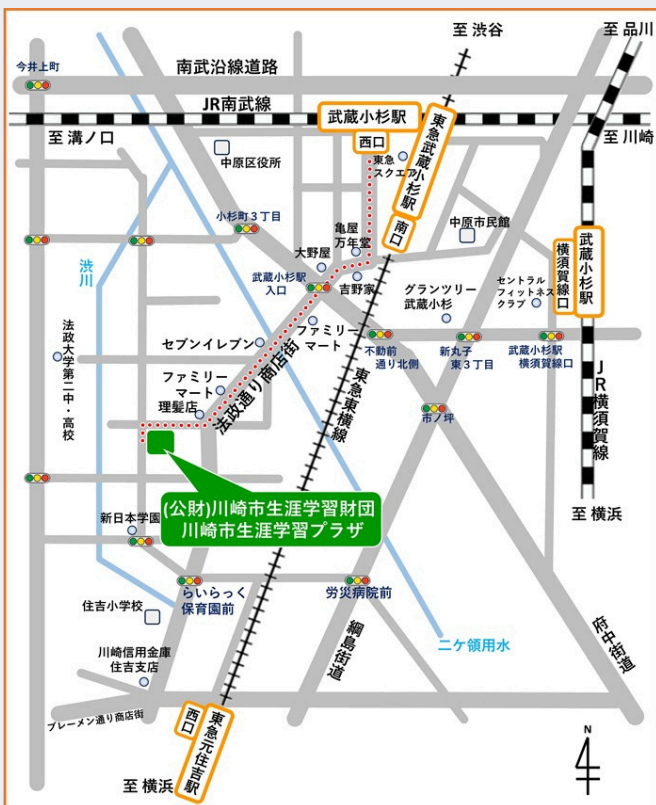 至 渋谷
至 品川
今井上町
南武沿線道路
JR南武線
武蔵小杉駅
西口
至 溝ノ口
至 川崎
東急武蔵小杉駅
南口
東急
スクエア
中原区役所
小杉町3丁目
亀屋
万年堂
中原市民館
大野屋
渋川
武蔵小杉駅
入口
吉野家
グランツリー
武蔵小杉
セントラル
フィットネス
クラブ
横須賀線口
武蔵小杉駅
セブンイレブン
ファミリー
マート
法政大学第二中・高校
不動前
通り北側
新丸子
東3丁目
武蔵小杉駅
横須賀線口
ファミリー
マート
理髪店
法政通り商店街
東急東横線
JR横須賀線
市ノ坪
(公財)川崎市生涯学習財団
川崎市生涯学習プラザ
至 横浜
新日本学園
らいらっく
保育園前
労災病院前
住吉小学校
綱島街道
二ケ領用水
府中街道
川崎信用金庫
住吉支店
ブレーメン通り商店街
西口
東急元住吉駅
至 横浜
N